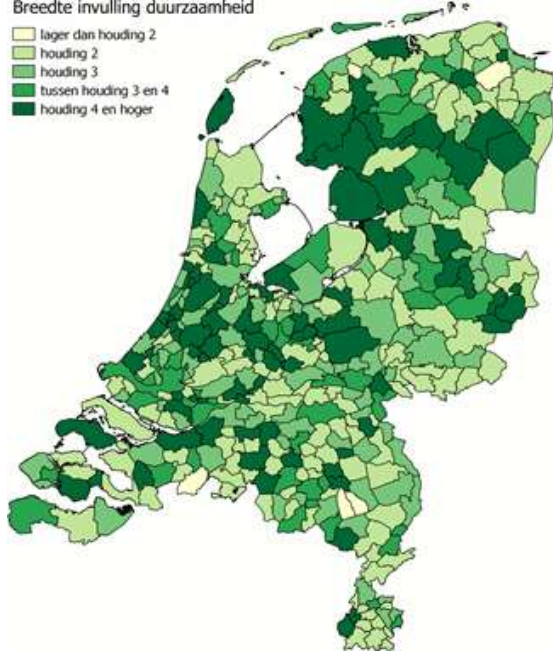 Breedte invulling duurzaamheid
lager dan houding 2
houding 2
houding 3
tussen houding 3 en 4
houding 4 en hoger